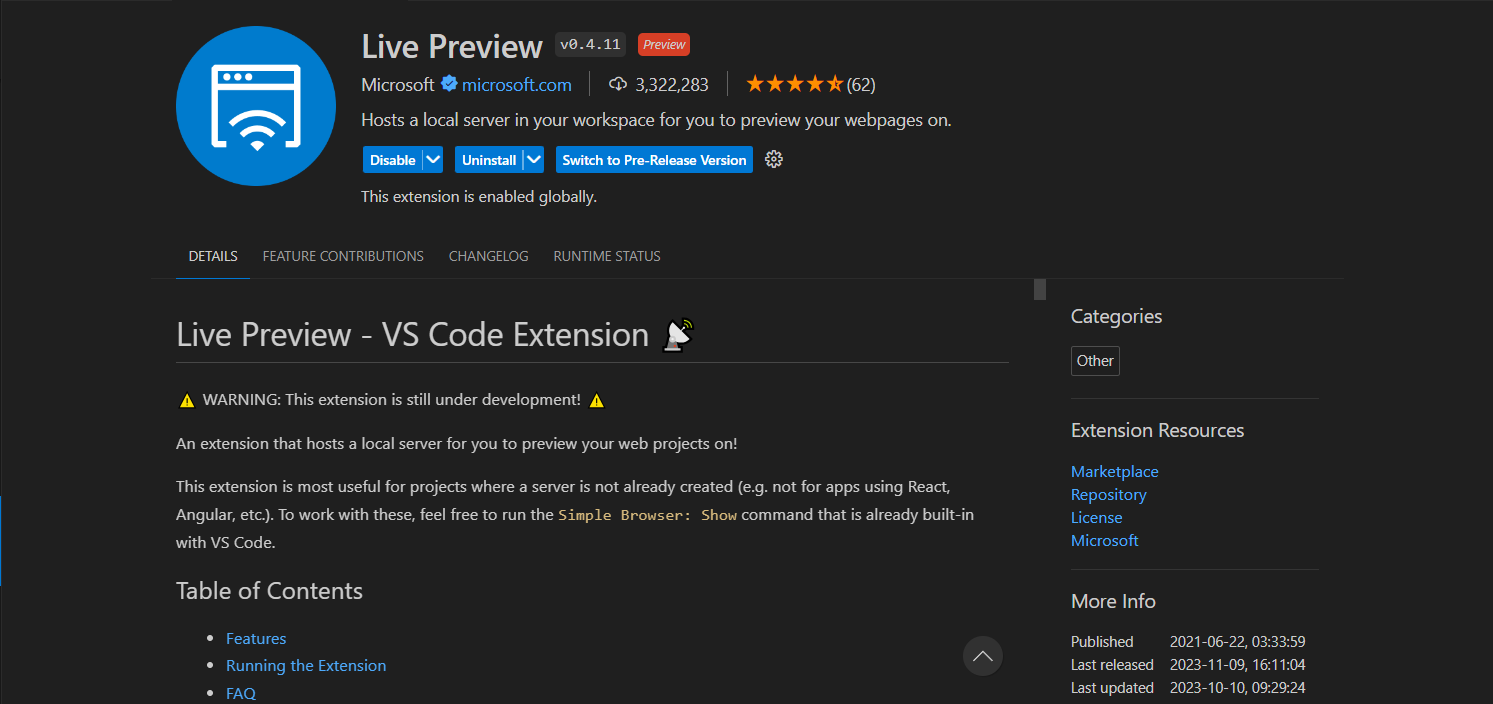 Live Preview v0.4.11 Preview
Microsoft microsoft.com 3,322,283 (62)
Hosts a local server in your workspace for you to preview your webpages on.
Disable Uninstall Switch to Pre-Release Version
This extension is enabled globally.
DETAILS FEATURE CONTRIBUTIONS CHANGELOG RUNTIME STATUS
Live Preview - VS Code Extension
WARNING: This extension is still under development!
An extension that hosts a local server for you to preview your web projects on!
This extension is most useful for projects where a server is not already created (e.g. not for apps using React,
Angular, etc.). To work with these, feel free to run the Simple Browser: Show command that is already built-in
with VS Code.
Table of Contents
• Features
• Running the Extension
• FAQ
Categories
Other
Extension Resources
Marketplace
Repository
License
Microsoft
More Info
Published 2021-06-22, 03:33:59
Last released 2023-11-09, 16:11:04
Last updated 2023-10-10, 09:29:24